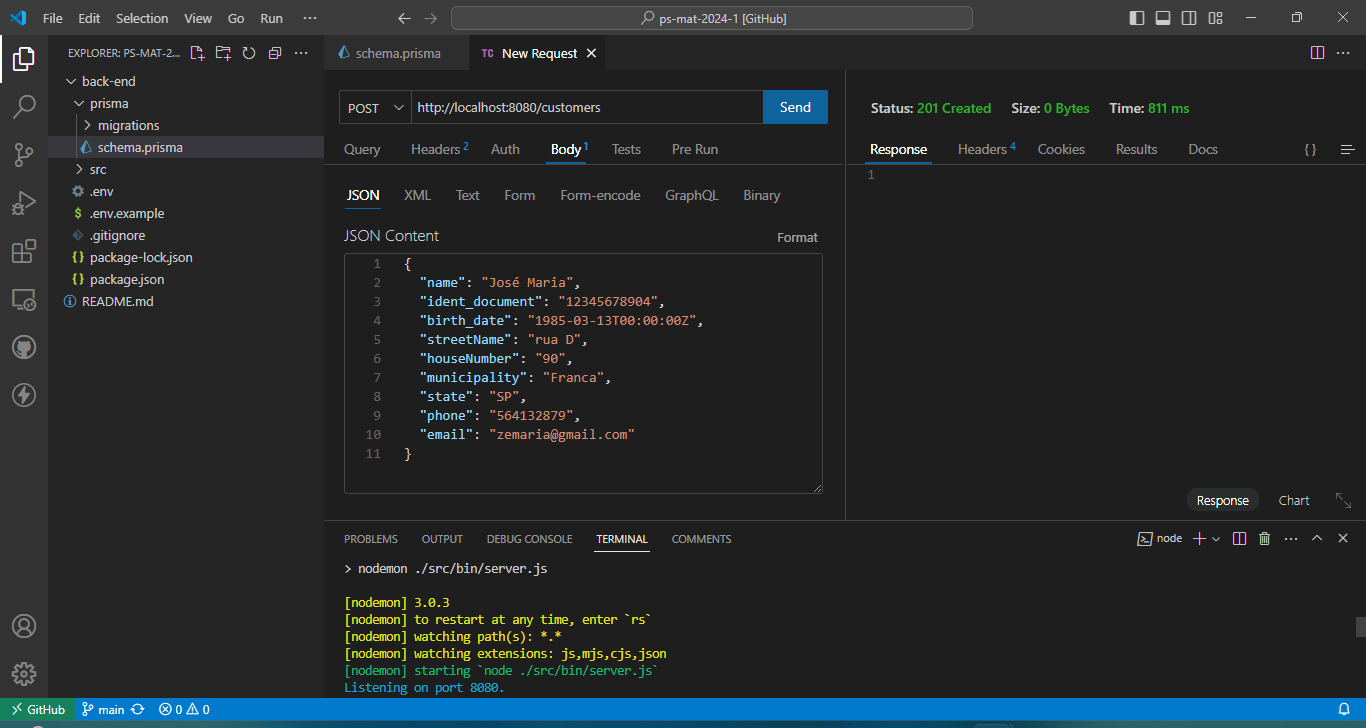 File Edit Selection View Go Run ···
ps-mat-2024-1 [GitHub]
EXPLORER: PS-MAT-2...
back-end
prisma
migrations
schema.prisma
src
.env
$ .env.example
.gitignore
{} package-lock.json
{} package.json
README.md
schema.prisma
TC New Request
POST http://localhost:8080/customers Send
Query Headers 2 Auth Body 1 Tests Pre Run
JSON XML Text Form Form-encode GraphQL Binary
JSON Content
Format
1 {
2 "name": "José Maria",
3 "ident_document": "12345678904",
4 "birth_date": "1985-03-13T00:00:00Z",
5 "streetName": "rua D",
6 "houseNumber": "90",
7 "municipality": "Franca",
8 "state": "SP",
9 "phone": "564132879",
10 "email": "zemaria@gmail.com"
11 }
Status: 201 Created Size: 0 Bytes Time: 811 ms
Response Headers 4 Cookies Results Docs {}
1
Response Chart
PROBLEMS OUTPUT DEBUG CONSOLE TERMINAL COMMENTS
node
> nodemon ./src/bin/server.js
[nodemon] 3.0.3
[nodemon] to restart at any time, enter `rs`
[nodemon] watching path(s): *.*
[nodemon] watching extensions: js,mjs,cjs,json
[nodemon] starting `node ./src/bin/server.js`
Listening on port 8080.
GitHub main 0 0